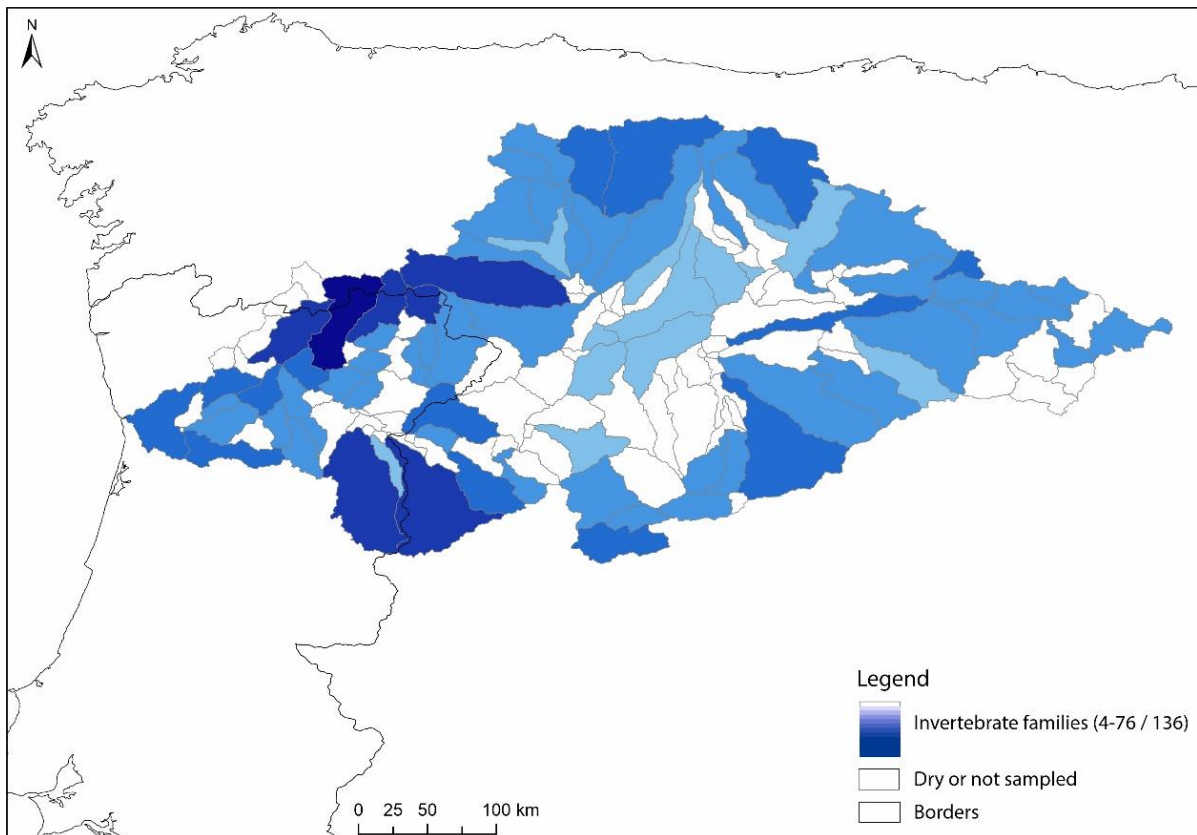 N
Legend
Invertebrate families (4-76 / 136)
Dry or not sampled
Borders
0 25 50 100 km